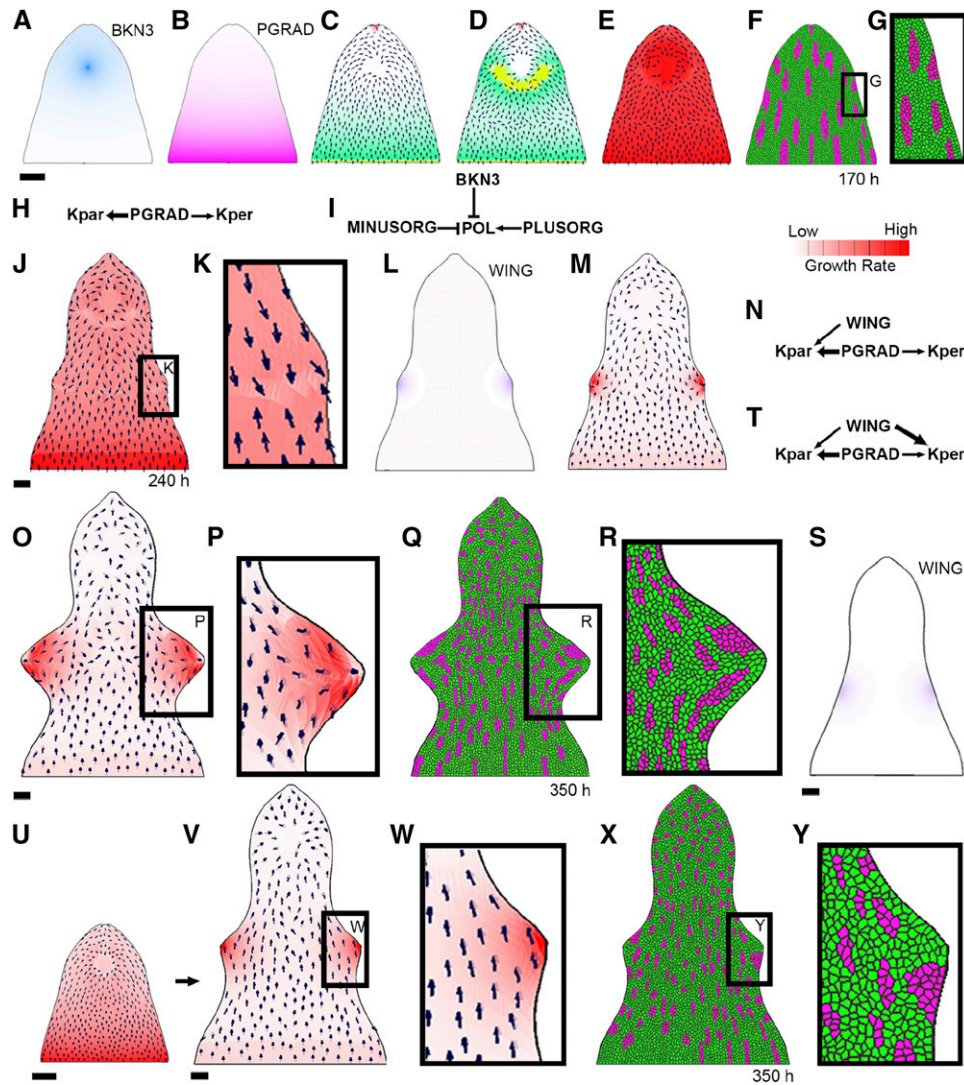 A
BKN3
B
PGRAD
C
D
E
F
G
G
170 h
H
Kpar PGRAD Kper
I
BKN3
MINUSORG POL PLUSORG
Low High
Growth Rate
J
K
240 h
K
L
WING
M
N
WING
Kpar PGRAD Kper
T
WING
Kpar PGRAD Kper
O
P
P
Q
R
350 h
R
S
WING
U
V
W
W
X
Y
350 h
Y